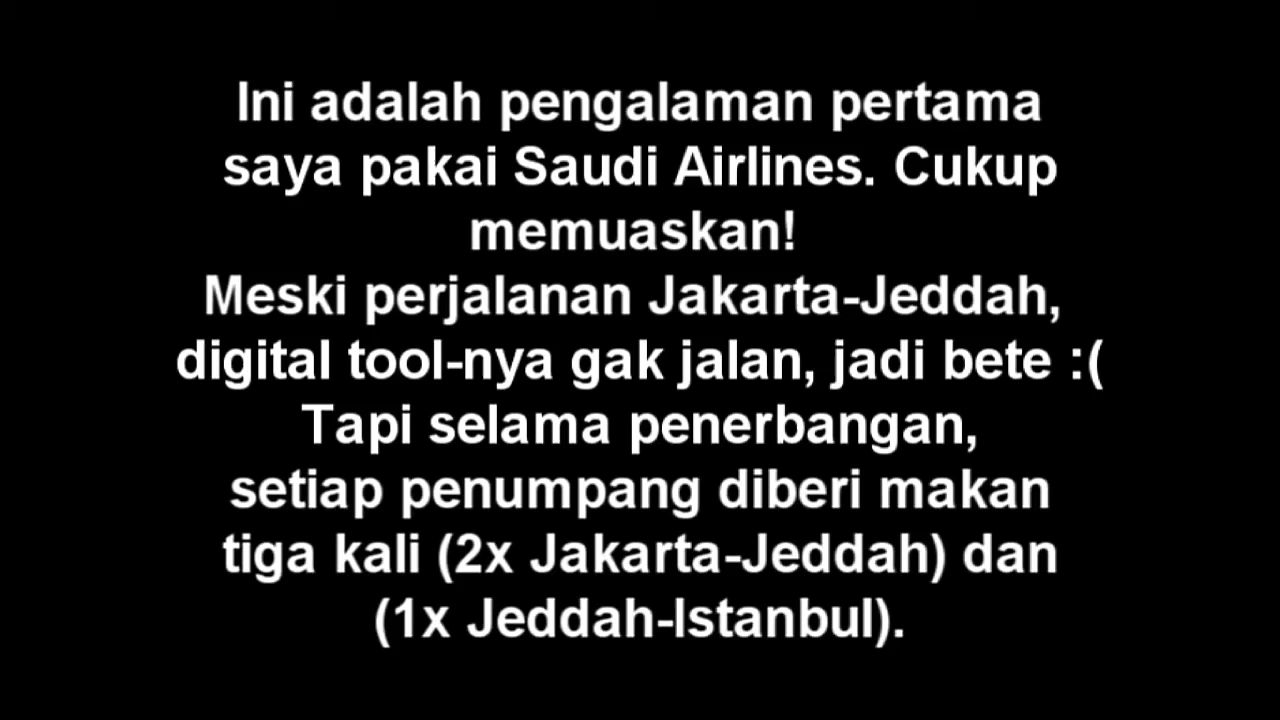 Ini adalah pengalaman pertama
saya pakai Saudi Airlines. Cukup
memuaskan!
Meski perjalanan Jakarta-Jeddah,
digital tool-nya gak jalan, jadi bete :(
Tapi selama penerbangan,
setiap penumpang diberi makan
tiga kali (2x Jakarta-Jeddah) dan
(1x Jeddah-Istanbul).